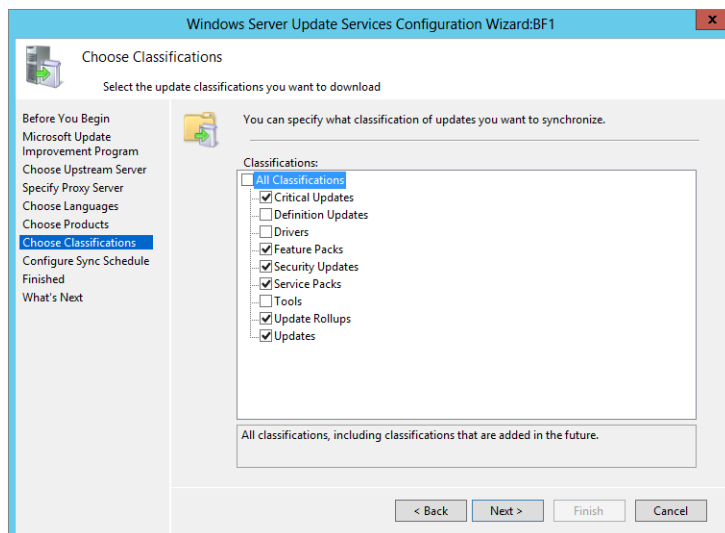 Windows Server Update Services Configuration Wizard:BF1
x
Choose Classifications
Select the update classifications you want to download
Before You Begin
Microsoft Update
Improvement Program
Choose Upstream Server
Specify Proxy Server
Choose Languages
Choose Products
Choose Classifications
Configure Sync Schedule
Finished
What's Next
You can specify what classification of updates you want to synchronize.
Classifications:
All Classifications
Critical Updates
Definition Updates
Drivers
Feature Packs
Security Updates
Service Packs
Tools
Update Rollups
Updates
All classifications, including classifications that are added in the future.
< Back
Next >
Finish
Cancel